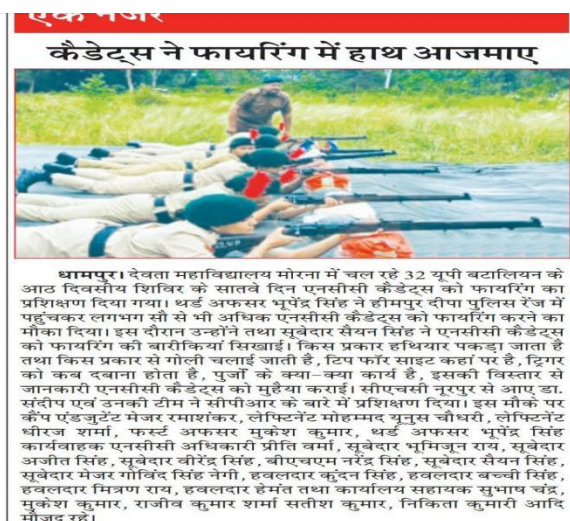 एक नजर
कैडेट्स ने फायरिंग में हाथ आजमाए
धामपुर। देवता महाविद्यालय मोरना में चल रहे 32 यूपी बटालियन के
आठ दिवसीय शिविर के सातवे दिन एनसीसी कैडेट्स को फायरिंग का
प्रशिक्षण दिया गया। थर्ड अफसर भूपेंद्र सिंह ने हीमपुर दीपा पुलिस रेंज में
पहुंचकर लगभग सौ से भी अधिक एनसीसी कैडेट्स को फायरिंग करने का
मौका दिया। इस दौरान उन्होंने तथा सूबेदार सैयन सिंह ने एनसीसी कैडेट्स
को फायरिंग की बारीकियां सिखाई। किस प्रकार हथियार पकड़ा जाता है
तथा किस प्रकार से गोली चलाई जाती है, टिप फॉर साइट कहां पर है, ट्रिगर
को कब दबाना होता है, पुर्जो के क्या-क्या कार्य है, इसकी विस्तार से
जानकारी एनसीसी कैडेट्स को मुहैया कराई। सीएचसी नूरपुर से आए डा.
संदीप एवं उनकी टीम ने सीपीआर के बारे में प्रशिक्षण दिया। इस मौके पर
कैंप एंडजुटेंट मेजर रमाशंकर, लेफ्टिनेंट मोहम्मद यूनुस चौधरी, लेफ्टिनेंट
धीरज शर्मा, फर्स्ट अफसर मुकेश कुमार, थर्ड अफसर भूपेंद्र सिंह
कार्यवाहक एनसीसी अधिकारी प्रीति वर्मा, सूबेदार भूमिजून राय, सूबेदार
अजीत सिंह, सूबेदार वीरेंद्र सिंह, बीएचएम नरेंद्र सिंह, सूबेदार सैयन सिंह,
सूबेदार मेजर गोविंद सिंह नेगी, हवलदार कुंदन सिंह, हवलदार बच्ची सिंह,
हवलदार मित्रण राय, हवलदार हेमंत तथा कार्यालय सहायक सुभाष चंद्र,
मुकेश कुमार, राजीव कुमार शर्मा सतीश कुमार, निकिता कुमारी आदि
मौजूद रहे।